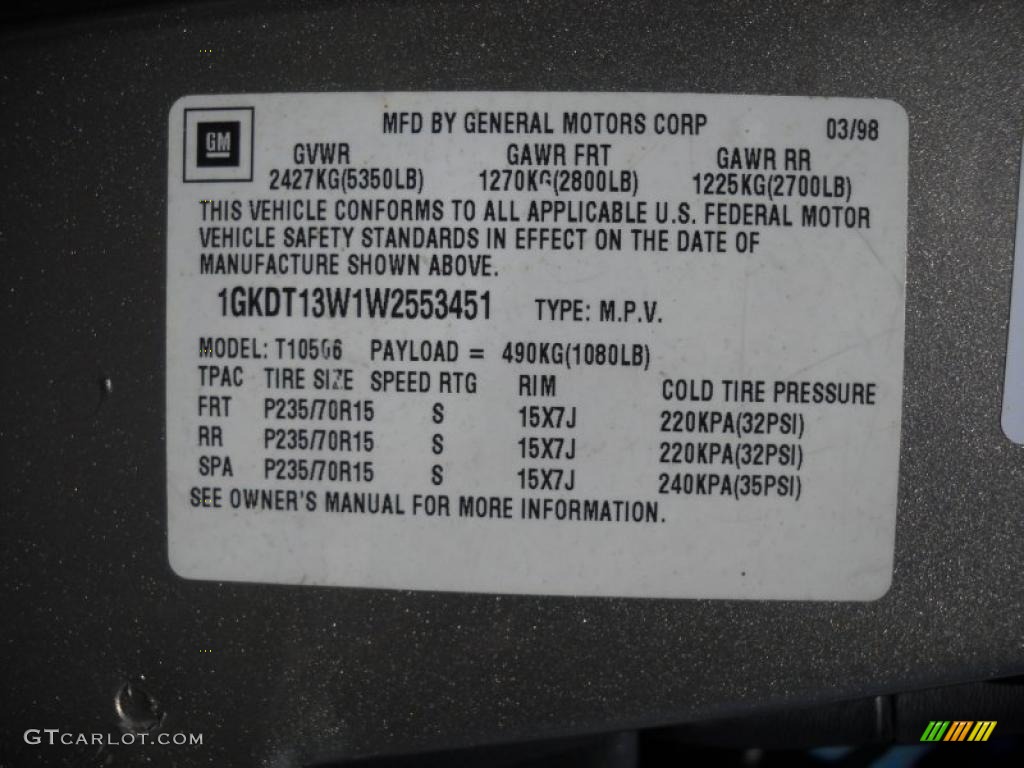 GM
MFD BY GENERAL MOTORS CORP 03/98
GVWR GAWR FRT GAWR RR
2427KG(5350LB) 1270KG(2800LB) 1225KG(2700LB)
THIS VEHICLE CONFORMS TO ALL APPLICABLE U.S. FEDERAL MOTOR
VEHICLE SAFETY STANDARDS IN EFFECT ON THE DATE OF
MANUFACTURE SHOWN ABOVE.
1GKDT13W1W2553451 TYPE: M.P.V.
MODEL: T10506 PAYLOAD = 490KG(1080LB)
TPAC TIRE SIZE SPEED RTG RIM COLD TIRE PRESSURE
FRT P235/70R15 S 15X7J 220KPA(32PSI)
RR P235/70R15 S 15X7J 220KPA(32PSI)
SPA P235/70R15 S 15X7J 240KPA(35PSI)
SEE OWNER'S MANUAL FOR MORE INFORMATION.
GTCARLOT.COM